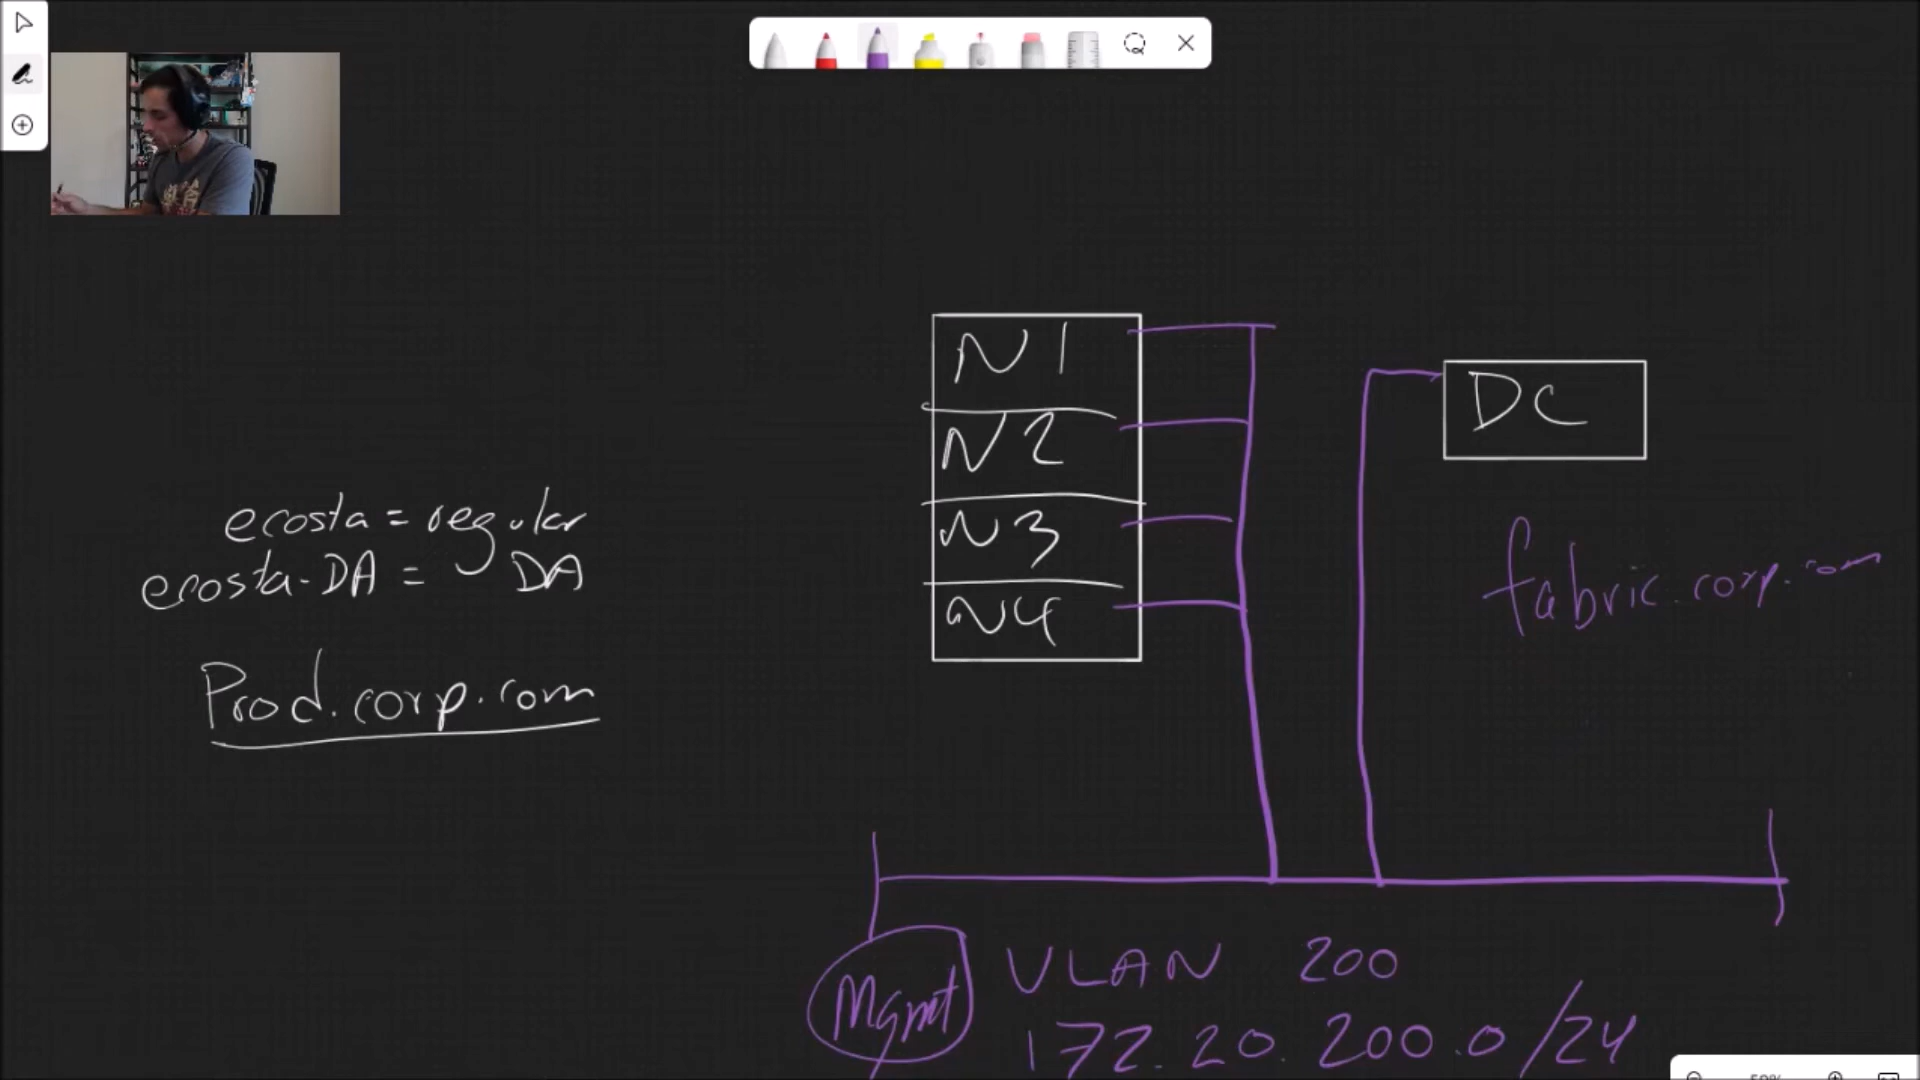 N1
N2
N3
N4
DC
fabric.corp.com
ecosta = regular
ecosta-DA = DA
Prod.corp.com
Mgmt
VLAN 200
172.20.200.0/24